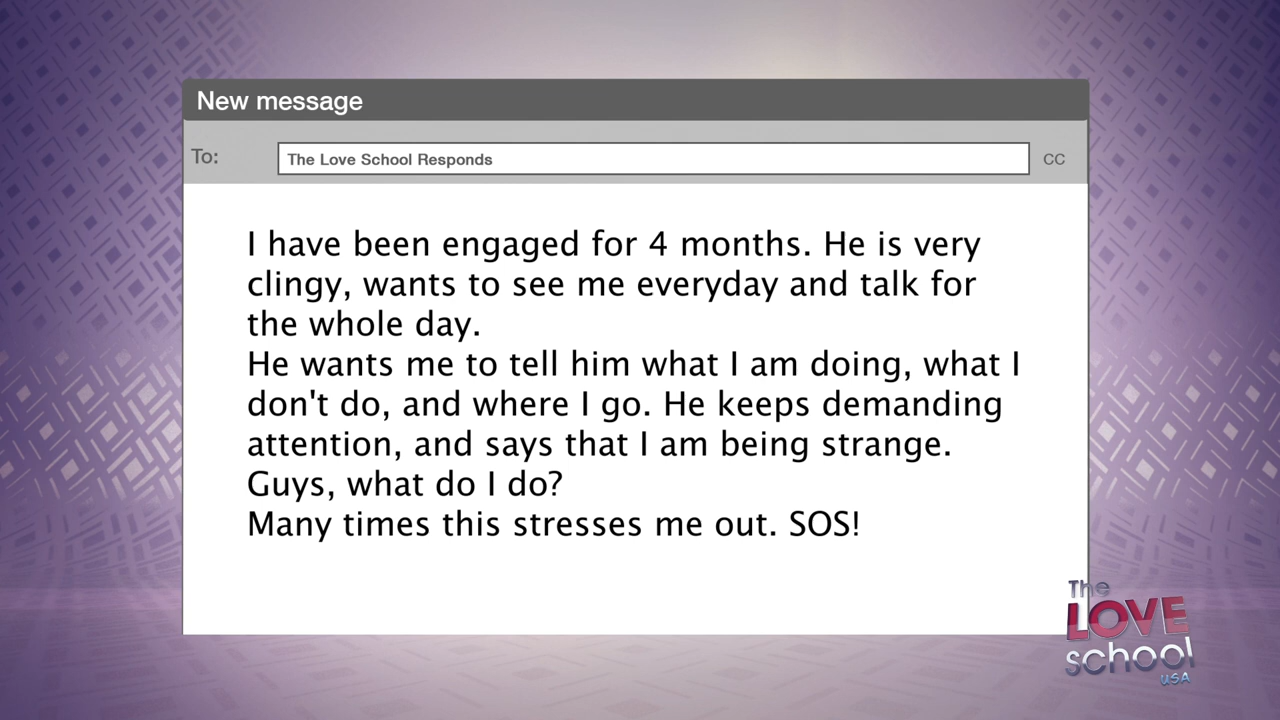 New message
To:
The Love School Responds
CC
I have been engaged for 4 months. He is very
clingy, wants to see me everyday and talk for
the whole day.
He wants me to tell him what I am doing, what I
don't do, and where I go. He keeps demanding
attention, and says that I am being strange.
Guys, what do I do?
Many times this stresses me out. SOS!
The
LOVE
school
USA